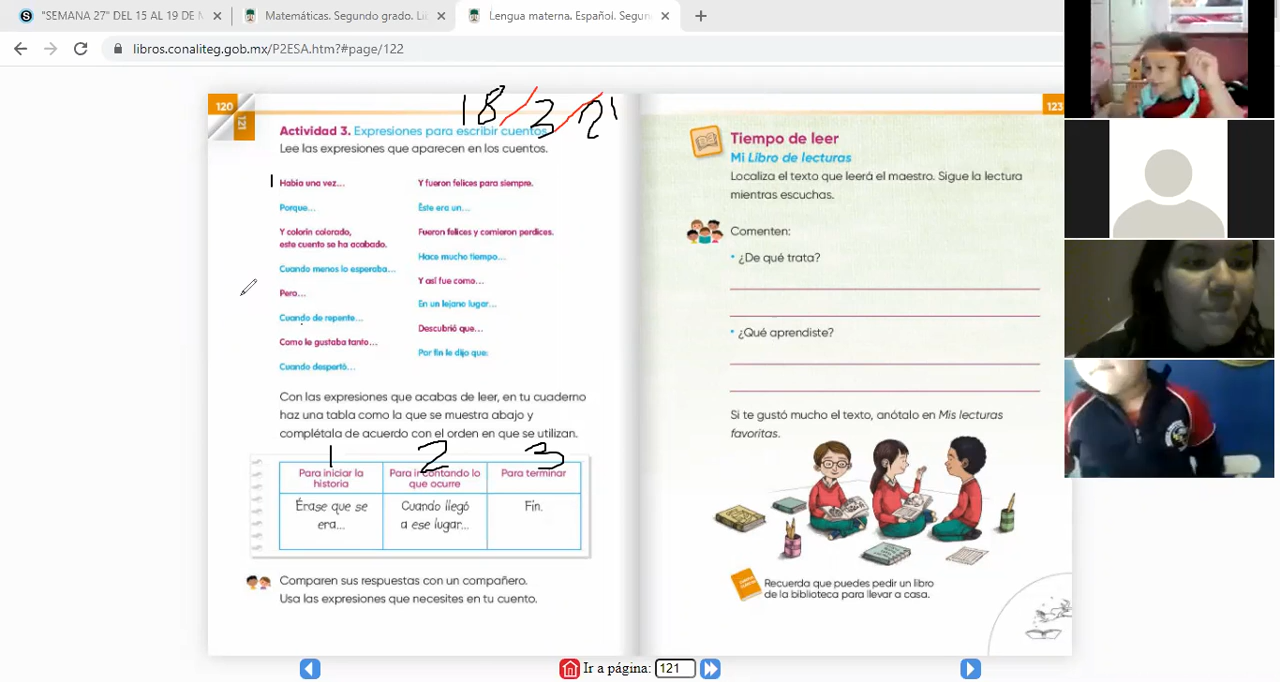 "SEMANA 27" DEL 15 AL 19 DE M
Matemáticas. Segundo grado. Li
Lengua materna. Español. Segun
libros.conaliteg.gob.mx/P2ESA.htm?#page/122
120
121
18/3/21
Actividad 3. Expresiones para escribir cuentos
Lee las expresiones que aparecen en los cuentos.
1 Había una vez...
Porque...
Y colorín colorado,
este cuento se ha acabado.
Cuando menos lo esperaba...
Pero...
Cuando de repente...
Como le gustaba tanto...
Cuando despertó...
Y fueron felices para siempre.
Éste era un...
Fueron felices y comieron perdices.
Hace mucho tiempo...
Y así fue como...
En un lejano lugar...
Descubrió que...
Por fin le dijo que:
Con las expresiones que acabas de leer, en tu cuaderno
haz una tabla como la que se muestra abajo y
complétala de acuerdo con el orden en que se utilizan.
1 2 3
Para iniciar la
historia
Para ir contando lo
que ocurre
Para terminar
Érase que se
era...
Cuando llegó
a ese lugar...
Fin.
Comparen sus respuestas con un compañero.
Usa las expresiones que necesites en tu cuento.
123
Tiempo de leer
Mi Libro de lecturas
Localiza el texto que leerá el maestro. Sigue la lectura
mientras escuchas.
Comenten:
• ¿De qué trata?
• ¿Qué aprendiste?
Si te gustó mucho el texto, anótalo en Mis lecturas
favoritas.
Recuerda que puedes pedir un libro
de la biblioteca para llevar a casa.
Ir a página: 121